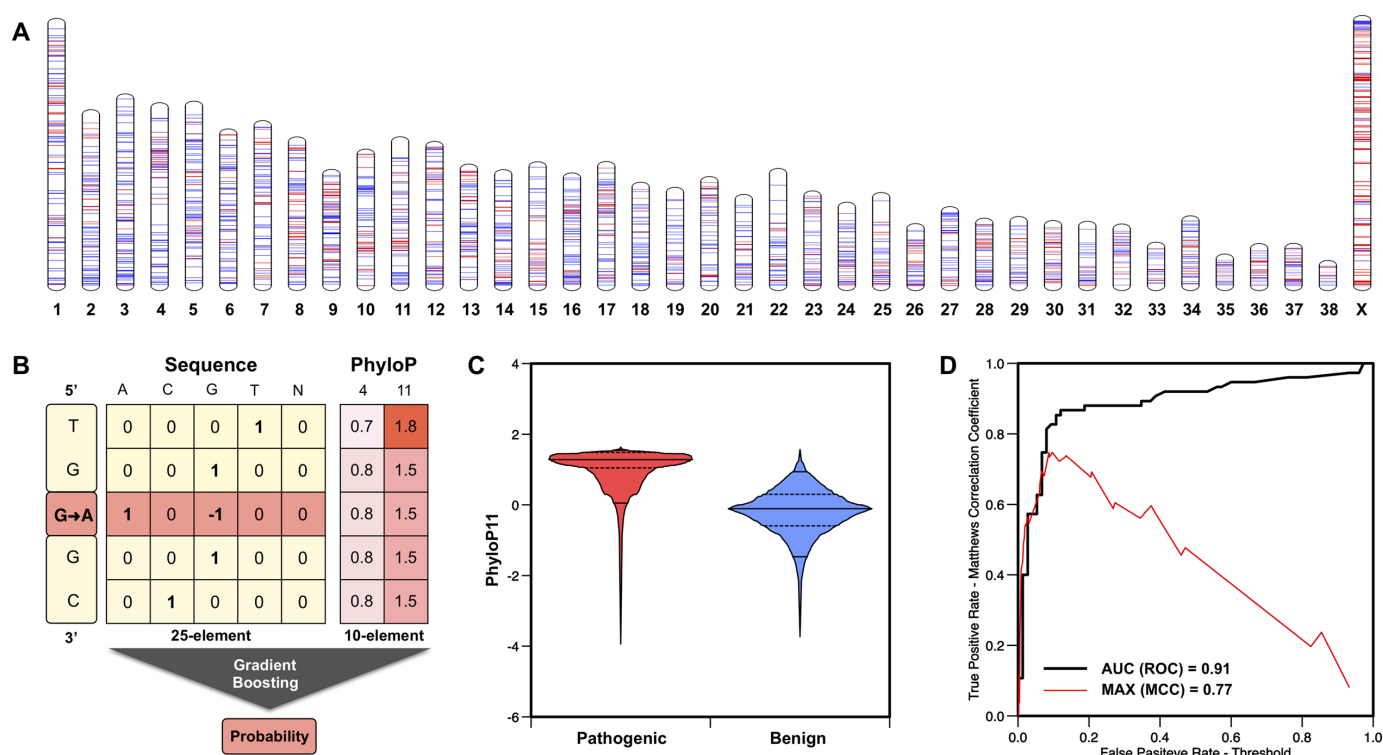 A
1 2 3 4 5 6 7 8 9 10 11 12 13 14 15 16 17 18 19 20 21 22 23 24 25 26 27 28 29 30 31 32 33 34 35 36 37 38 X
B
Sequence PhyloP
5’ A C G T N 4 11
T 0 0 0 1 0 0.7 1.8
G 0 0 1 0 0 0.8 1.5
G→A 1 0 -1 0 0 0.8 1.5
G 0 0 1 0 0 0.8 1.5
C 0 1 0 0 0 0.8 1.5
3’ 25-element 10-element
Gradient
Boosting
Probability
C
PhyloP11
4
2
0
-2
-4
-6
Pathogenic Benign
D
True Positive Rate - Matthews Correclation Coefficient
1.0
0.8
0.6
0.4
0.2
0.0
AUC (ROC) = 0.91
MAX (MCC) = 0.77
0.0 0.2 0.4 0.6 0.8 1.0
False Pasiteve Rate - Threshold